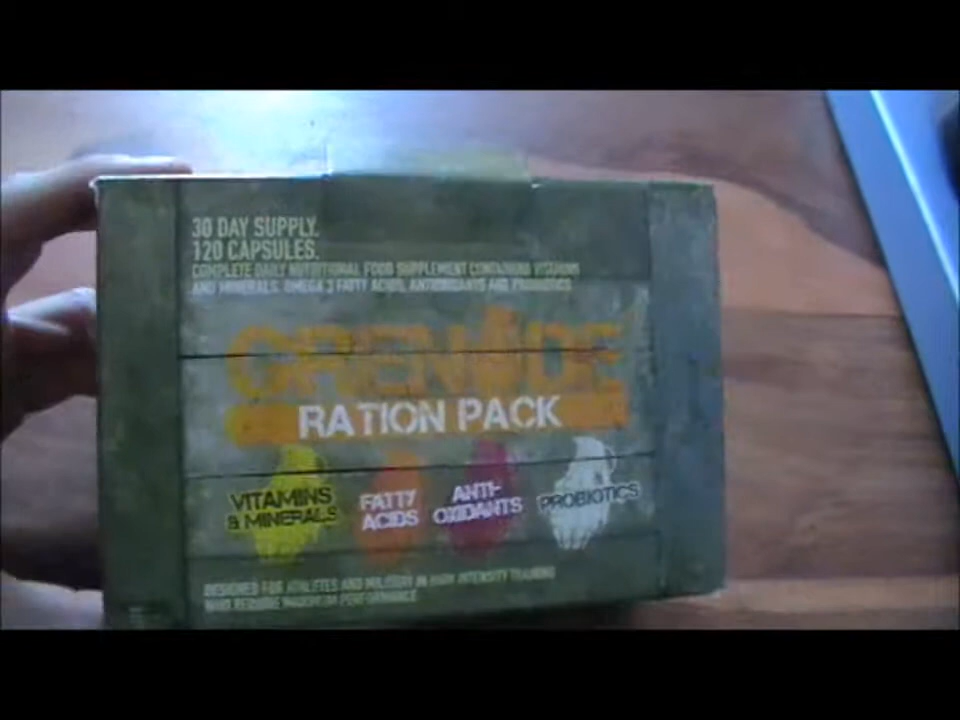 30 DAY SUPPLY.
120 CAPSULES.
COMPLETE DAILY NUTRITIONAL FOOD SUPPLEMENT CONTAINING VITAMINS
AND MINERALS, OMEGA 3 FATTY ACIDS, ANTIOXIDANTS AND PROBIOTICS.
GRENADE
RATION PACK
VITAMINS
& MINERALS
FATTY
ACIDS
ANTI-
OXIDANTS
PROBIOTICS
DESIGNED FOR ATHLETES AND MILITARY IN HIGH INTENSITY TRAINING
WHO REQUIRE MAXIMUM PERFORMANCE